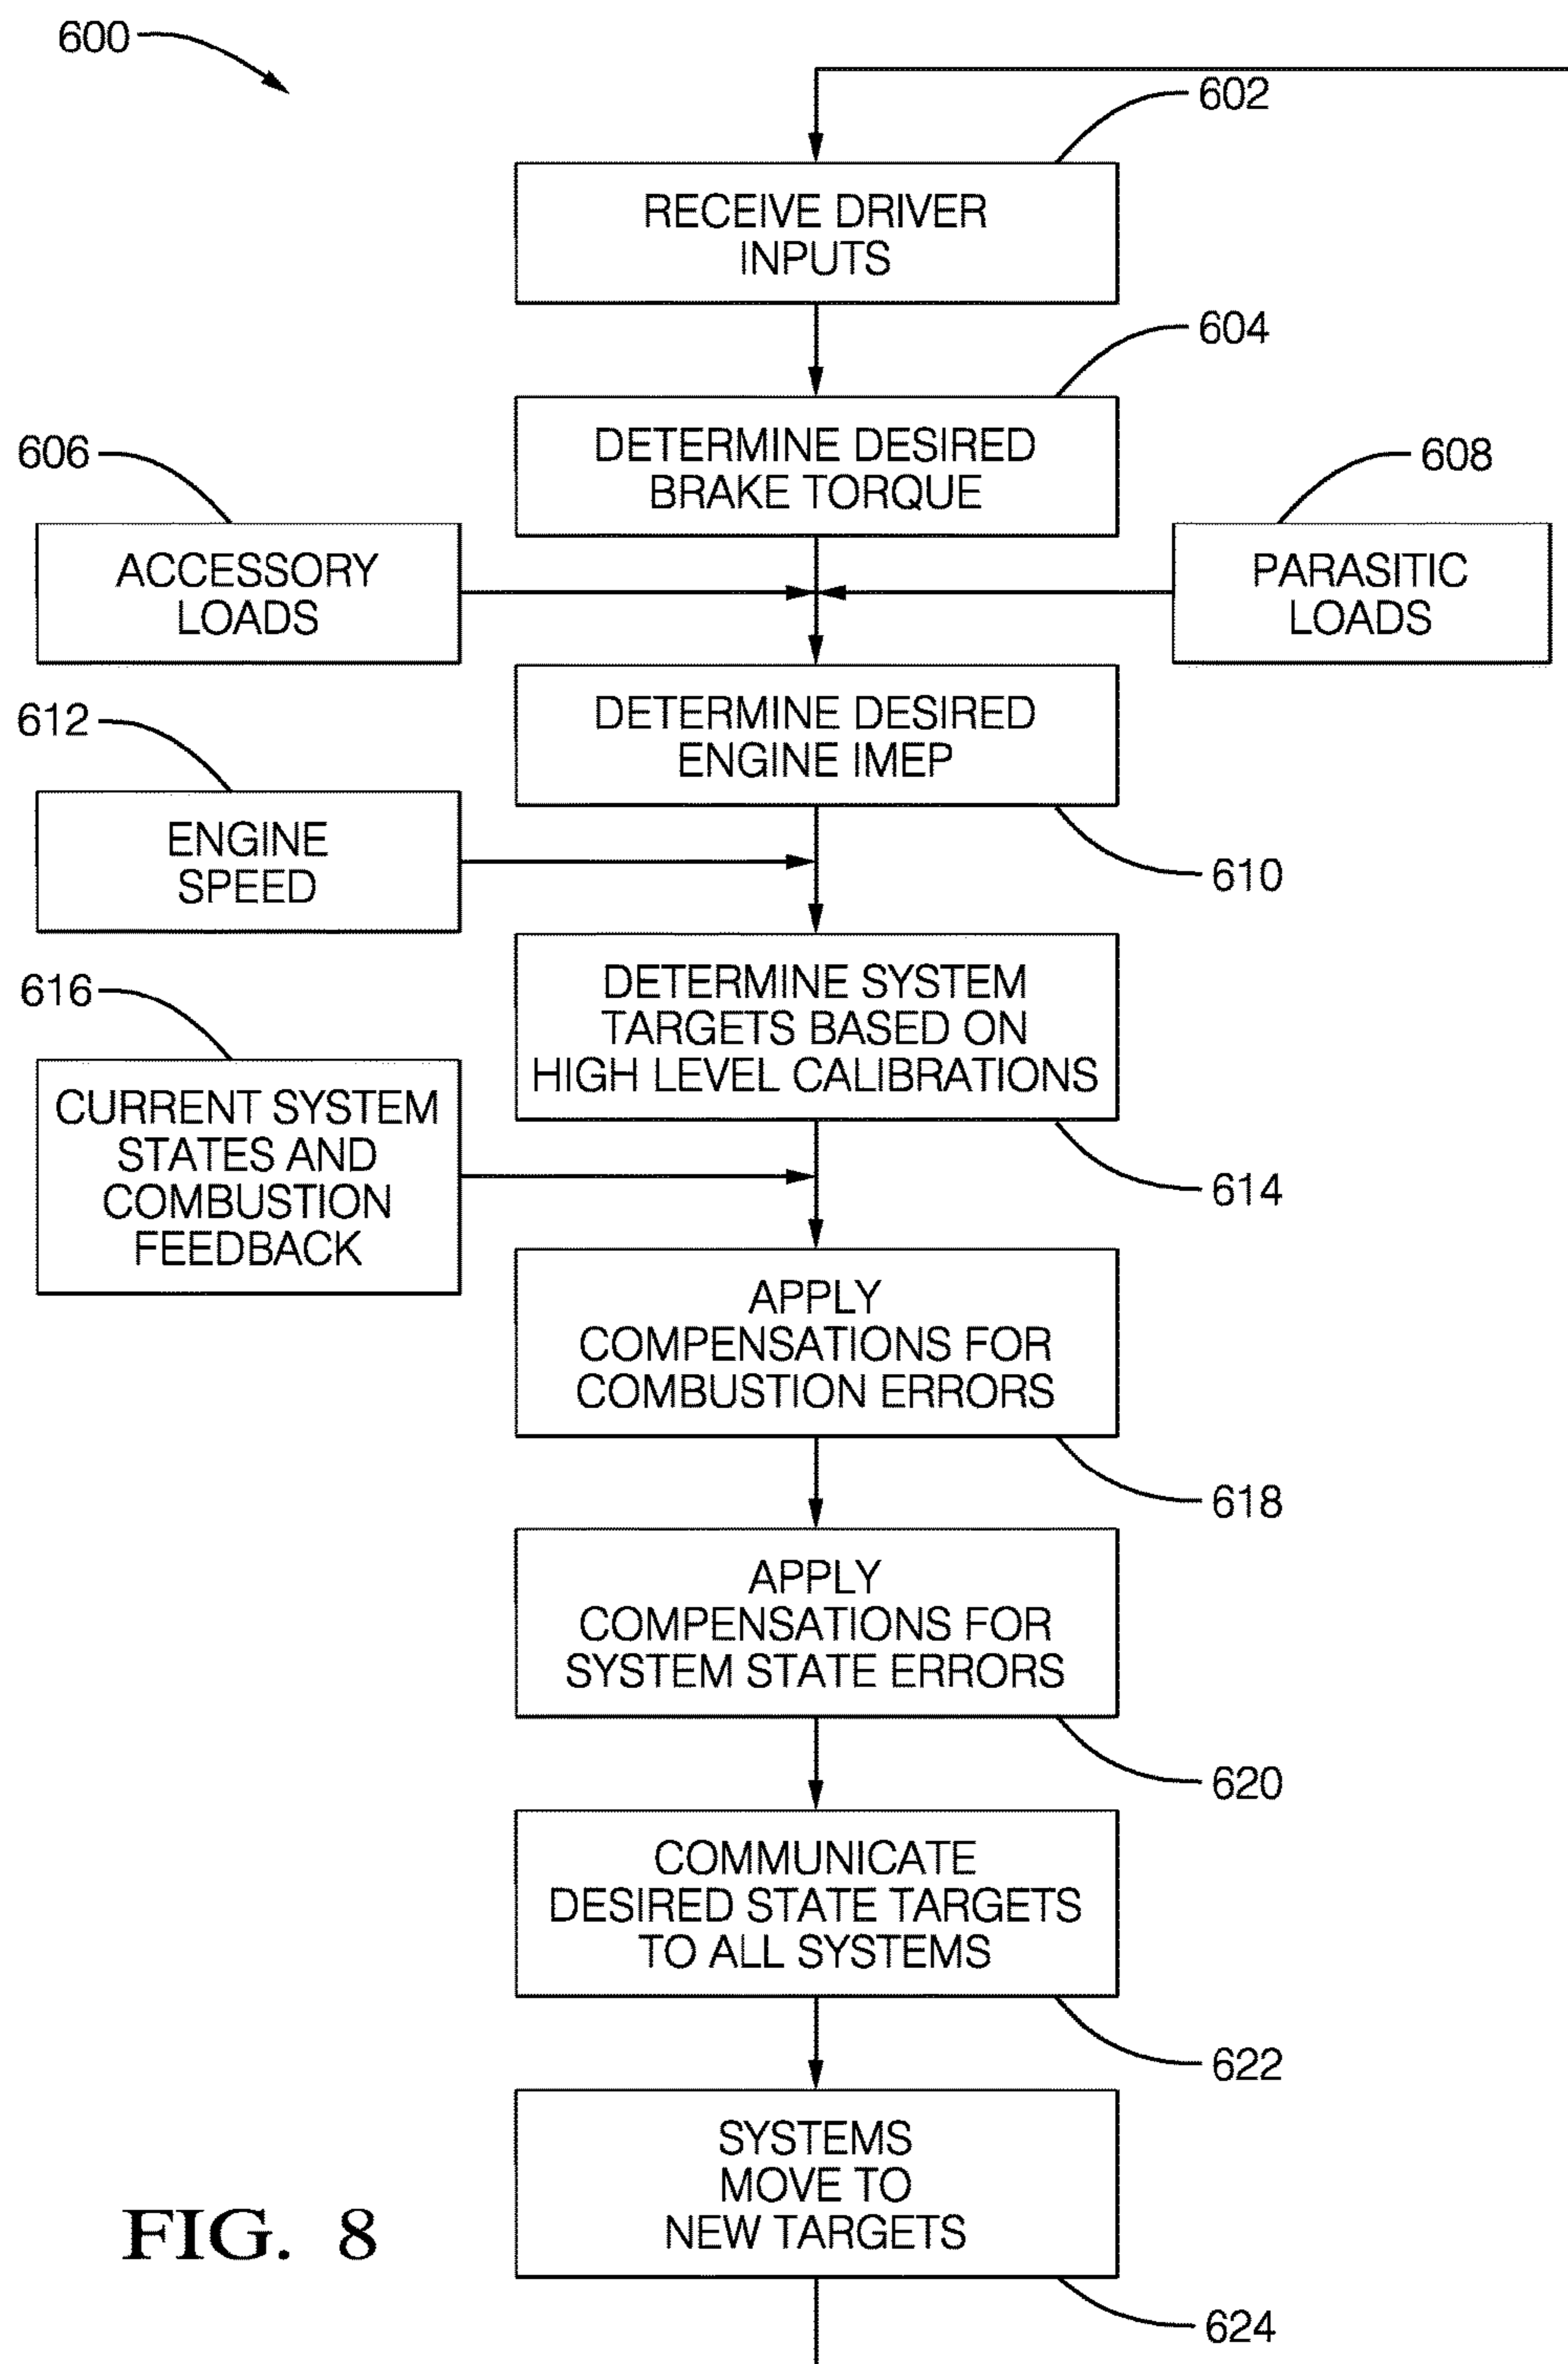 600
602
RECEIVE DRIVER
INPUTS
604
DETERMINE DESIRED
BRAKE TORQUE
606
ACCESSORY
LOADS
608
PARASITIC
LOADS
DETERMINE DESIRED
ENGINE IMEP
610
612
ENGINE
SPEED
DETERMINE SYSTEM
TARGETS BASED ON
HIGH LEVEL CALIBRATIONS
614
616
CURRENT SYSTEM
STATES AND
COMBUSTION
FEEDBACK
APPLY
COMPENSATIONS FOR
COMBUSTION ERRORS
618
APPLY
COMPENSATIONS FOR
SYSTEM STATE ERRORS
620
COMMUNICATE
DESIRED STATE TARGETS
TO ALL SYSTEMS
622
SYSTEMS
MOVE TO
NEW TARGETS
624
FIG. 8